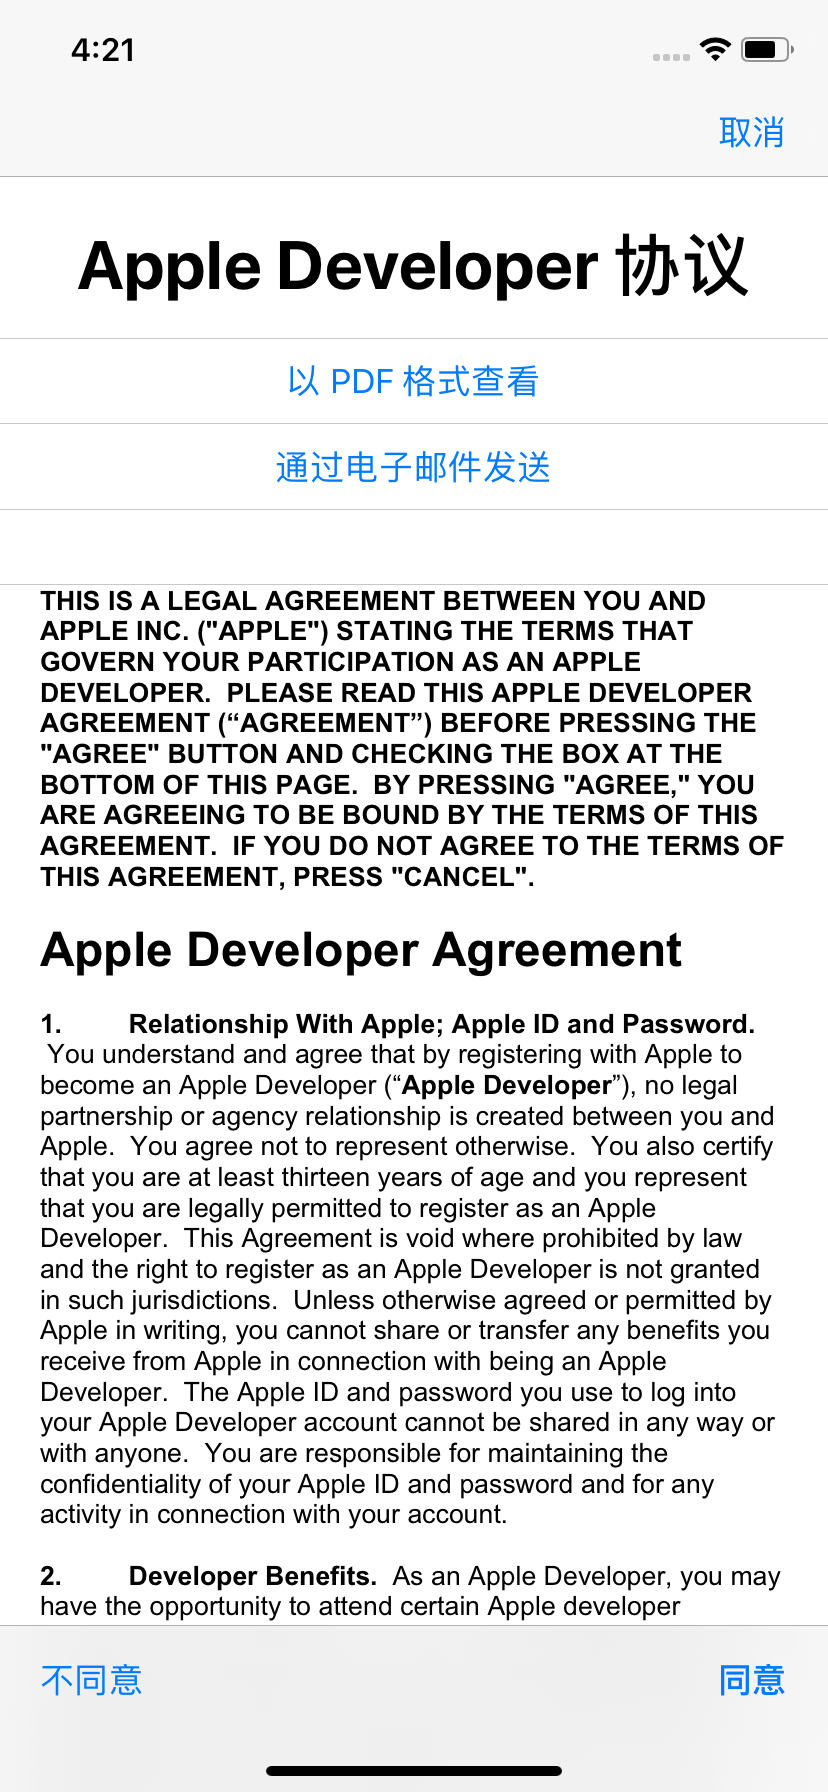 4:21
取消
Apple Developer 协议
以 PDF 格式查看
通过电子邮件发送
THIS IS A LEGAL AGREEMENT BETWEEN YOU AND
APPLE INC. ("APPLE") STATING THE TERMS THAT
GOVERN YOUR PARTICIPATION AS AN APPLE
DEVELOPER.  PLEASE READ THIS APPLE DEVELOPER
AGREEMENT (“AGREEMENT”) BEFORE PRESSING THE
"AGREE" BUTTON AND CHECKING THE BOX AT THE
BOTTOM OF THIS PAGE.  BY PRESSING "AGREE," YOU
ARE AGREEING TO BE BOUND BY THE TERMS OF THIS
AGREEMENT.  IF YOU DO NOT AGREE TO THE TERMS OF
THIS AGREEMENT, PRESS "CANCEL".
Apple Developer Agreement
1. Relationship With Apple; Apple ID and Password.
You understand and agree that by registering with Apple to
become an Apple Developer (“Apple Developer”), no legal
partnership or agency relationship is created between you and
Apple.  You agree not to represent otherwise.  You also certify
that you are at least thirteen years of age and you represent
that you are legally permitted to register as an Apple
Developer.  This Agreement is void where prohibited by law
and the right to register as an Apple Developer is not granted
in such jurisdictions.  Unless otherwise agreed or permitted by
Apple in writing, you cannot share or transfer any benefits you
receive from Apple in connection with being an Apple
Developer.  The Apple ID and password you use to log into
your Apple Developer account cannot be shared in any way or
with anyone.  You are responsible for maintaining the
confidentiality of your Apple ID and password and for any
activity in connection with your account.
2. Developer Benefits.  As an Apple Developer, you may
have the opportunity to attend certain Apple developer
不同意
同意